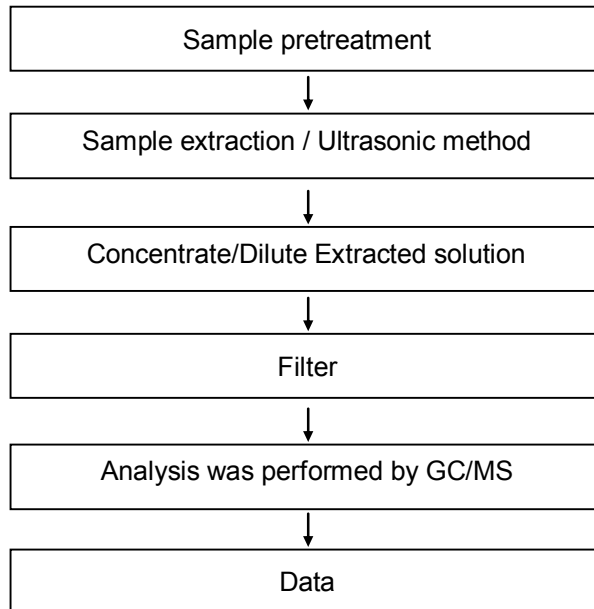 Sample pretreatment
Sample extraction / Ultrasonic method
Concentrate/Dilute Extracted solution
Filter
Analysis was performed by GC/MS
Data